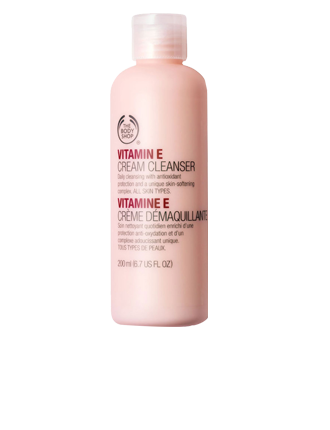 THE
BODY
SHOP
®
VITAMIN E
CREAM CLEANSER
Daily cleansing with antioxidant
protection and a unique skin softening
complex. ALL SKIN TYPES.
VITAMINE E
CRÈME DÉMAQUILLANTE
Soin nettoyant quotidien enrichi d'une
protection anti-oxydation et d'un
complexe adoucissant unique.
TOUS TYPES DE PEAUX.
200 ml (6.7 US FL OZ)